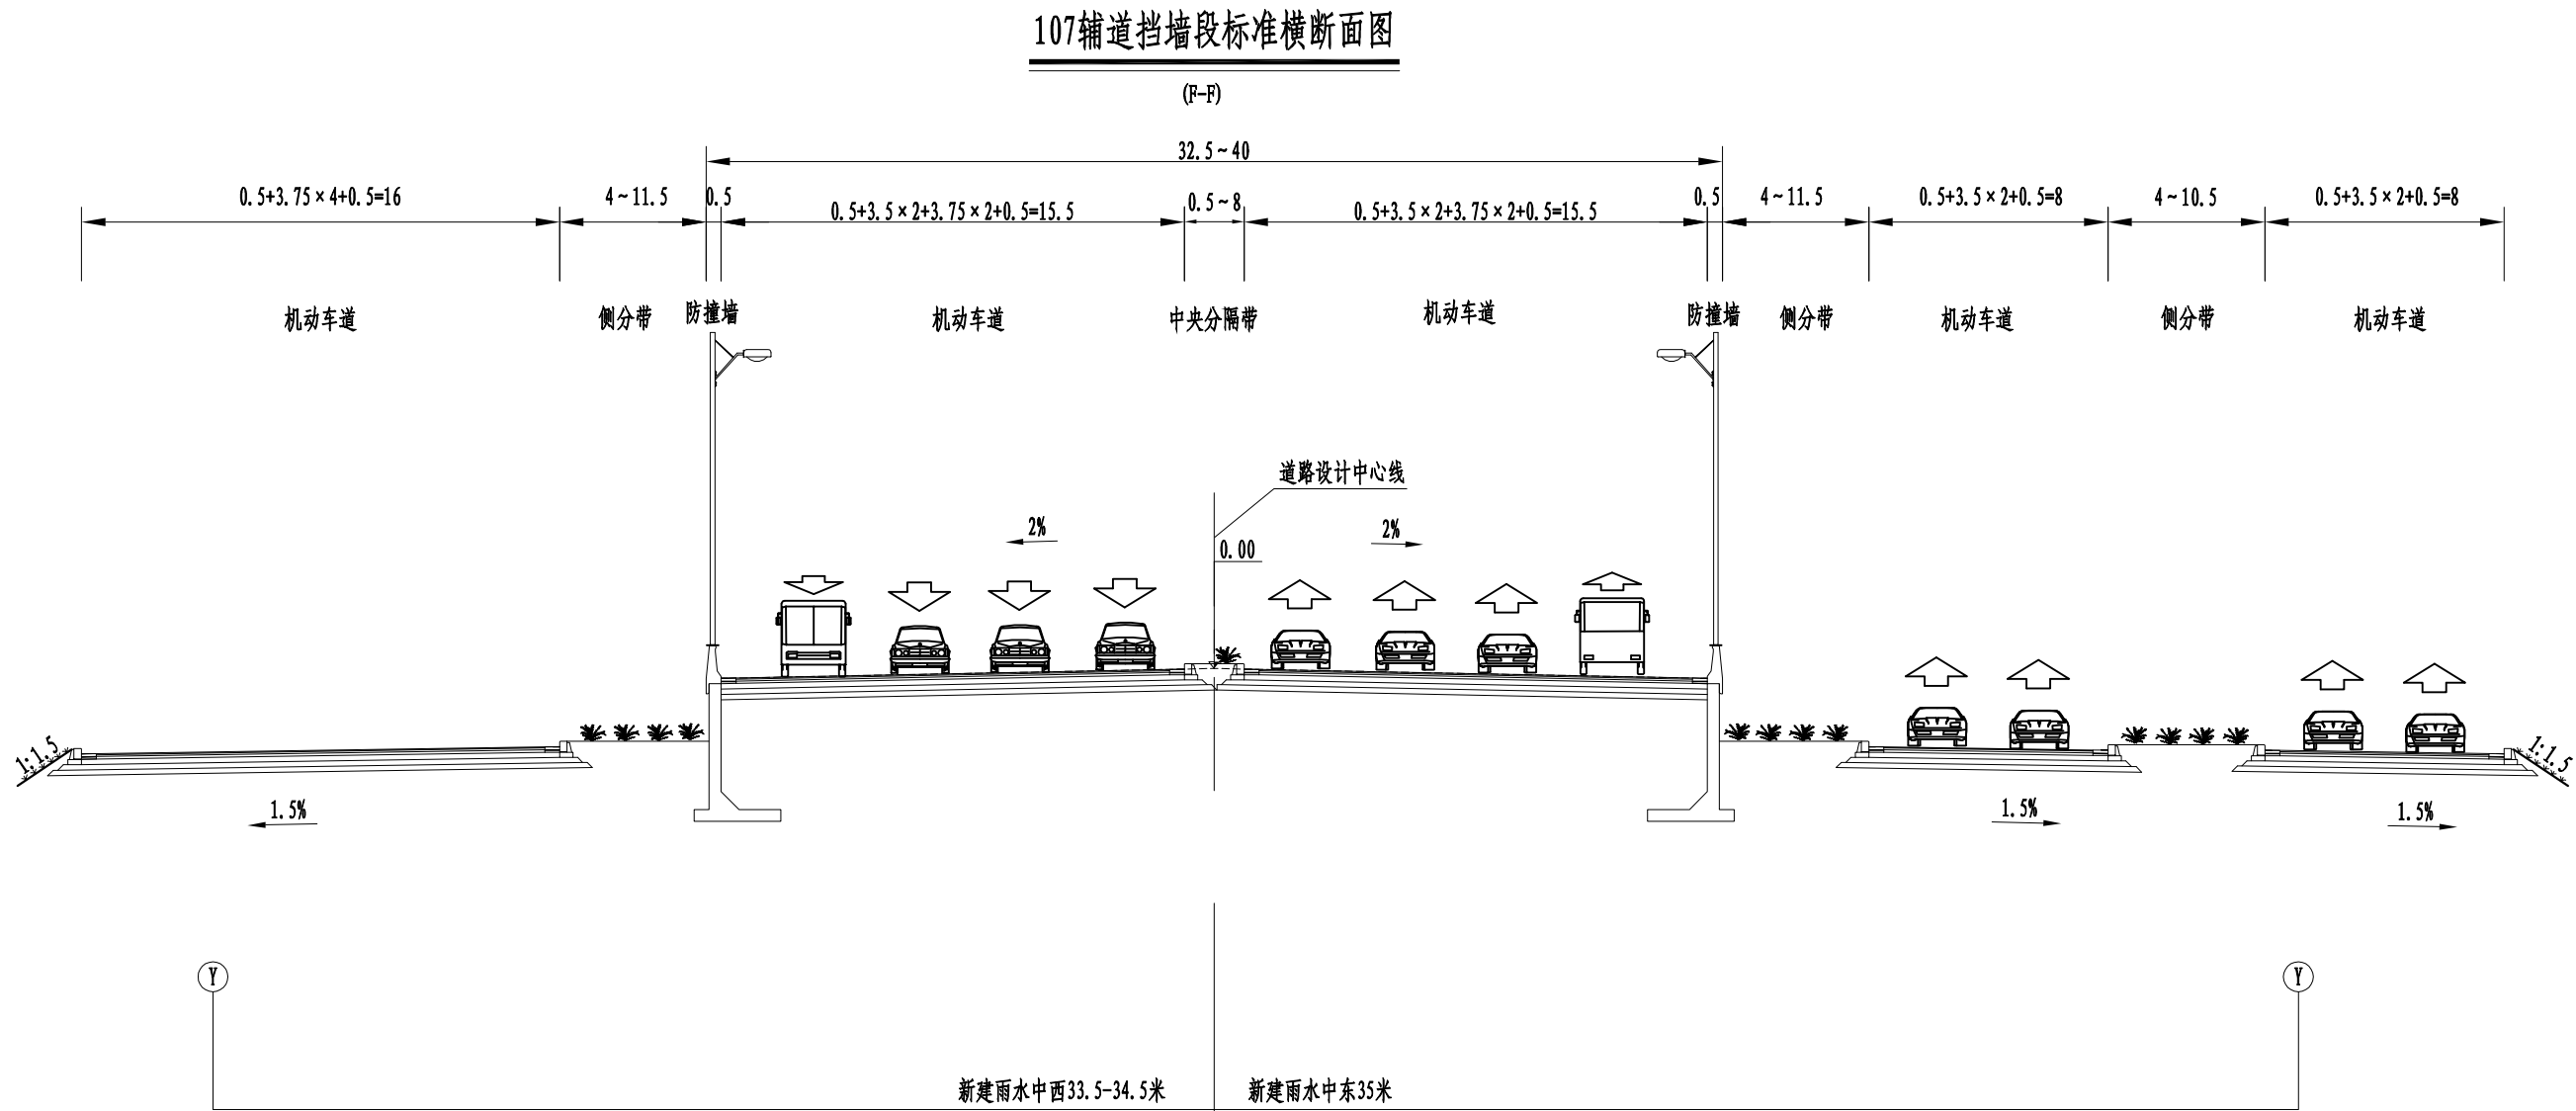 107辅道挡墙段标准横断面图
(F-F)
32.5~40
0.5+3.75×4+0.5=16
4~11.5
0.5
0.5+3.5×2+3.75×2+0.5=15.5
0.5~8
0.5+3.5×2+3.75×2+0.5=15.5
0.5
4~11.5
0.5+3.5×2+0.5=8
4~10.5
0.5+3.5×2+0.5=8
机动车道
侧分带
防撞墙
机动车道
中央分隔带
机动车道
防撞墙
侧分带
机动车道
侧分带
机动车道
道路设计中心线
2%
2%
0.00
1:1.5
1:1.5
1.5%
1.5%
1.5%
Y
Y
新建雨水中西33.5-34.5米
新建雨水中东35米